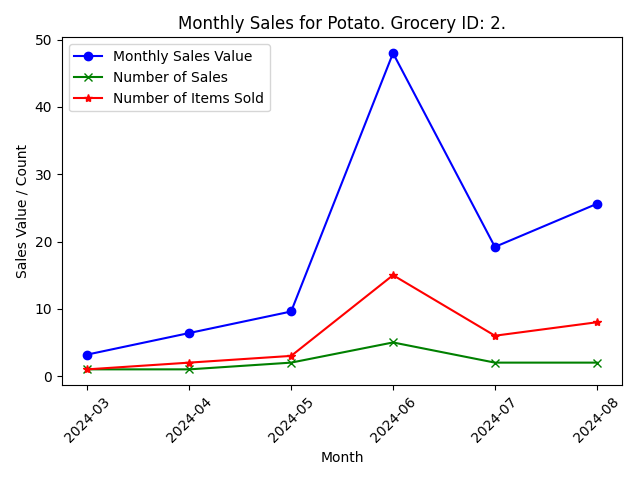 Monthly Sales for Potato. Grocery ID: 2.
Monthly Sales Value
Number of Sales
Number of Items Sold
Sales Value / Count
50
40
30
20
10
0
2024-03
2024-04
2024-05
2024-06
2024-07
2024-08
Month